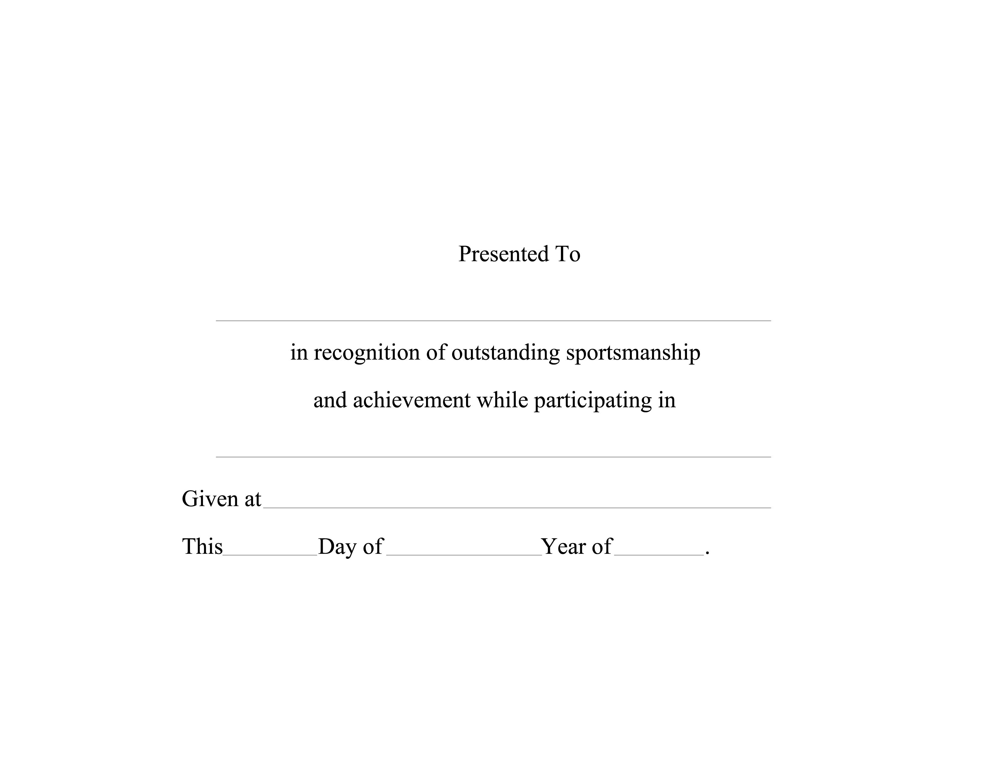 Presented To
in recognition of outstanding sportsmanship
and achievement while participating in
Given at
This Day of Year of .